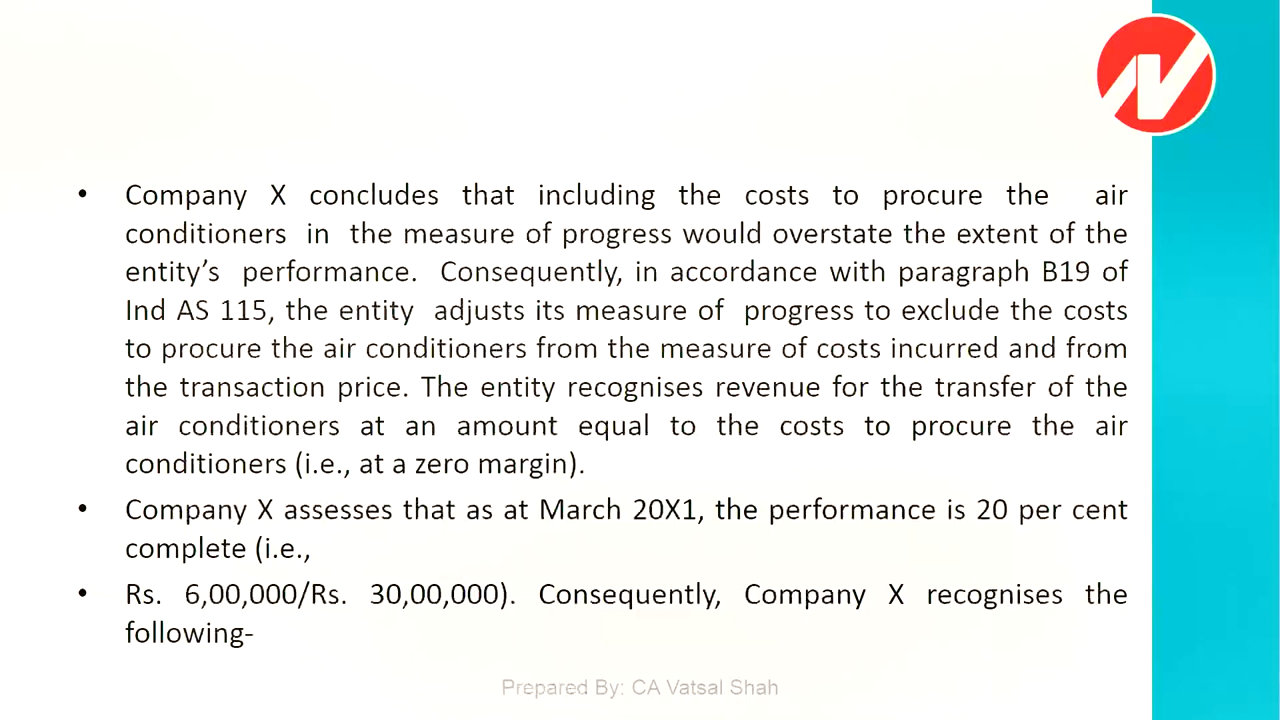 • Company X concludes that including the costs to procure the air
conditioners in the measure of progress would overstate the extent of the
entity’s performance. Consequently, in accordance with paragraph B19 of
Ind AS 115, the entity adjusts its measure of progress to exclude the costs
to procure the air conditioners from the measure of costs incurred and from
the transaction price. The entity recognises revenue for the transfer of the
air conditioners at an amount equal to the costs to procure the air
conditioners (i.e., at a zero margin).
• Company X assesses that as at March 20X1, the performance is 20 per cent
complete (i.e.,
• Rs. 6,00,000/Rs. 30,00,000). Consequently, Company X recognises the
following-
Prepared By: CA Vatsal Shah